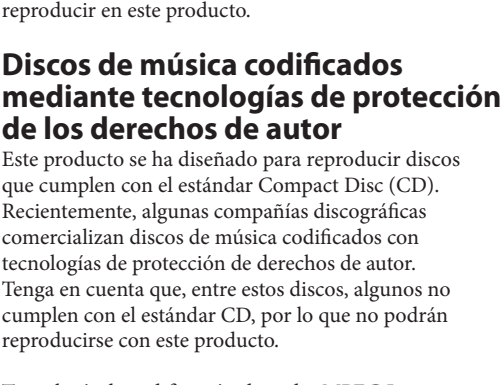 reproducir en este producto.
Discos de música codificados
mediante tecnologías de protección
de los derechos de autor
Este producto se ha diseñado para reproducir discos
que cumplen con el estándar Compact Disc (CD).
Recientemente, algunas compañías discográficas
comercializan discos de música codificados con
tecnologías de protección de derechos de autor.
Tenga en cuenta que, entre estos discos, algunos no
cumplen con el estándar CD, por lo que no podrán
reproducirse con este producto.